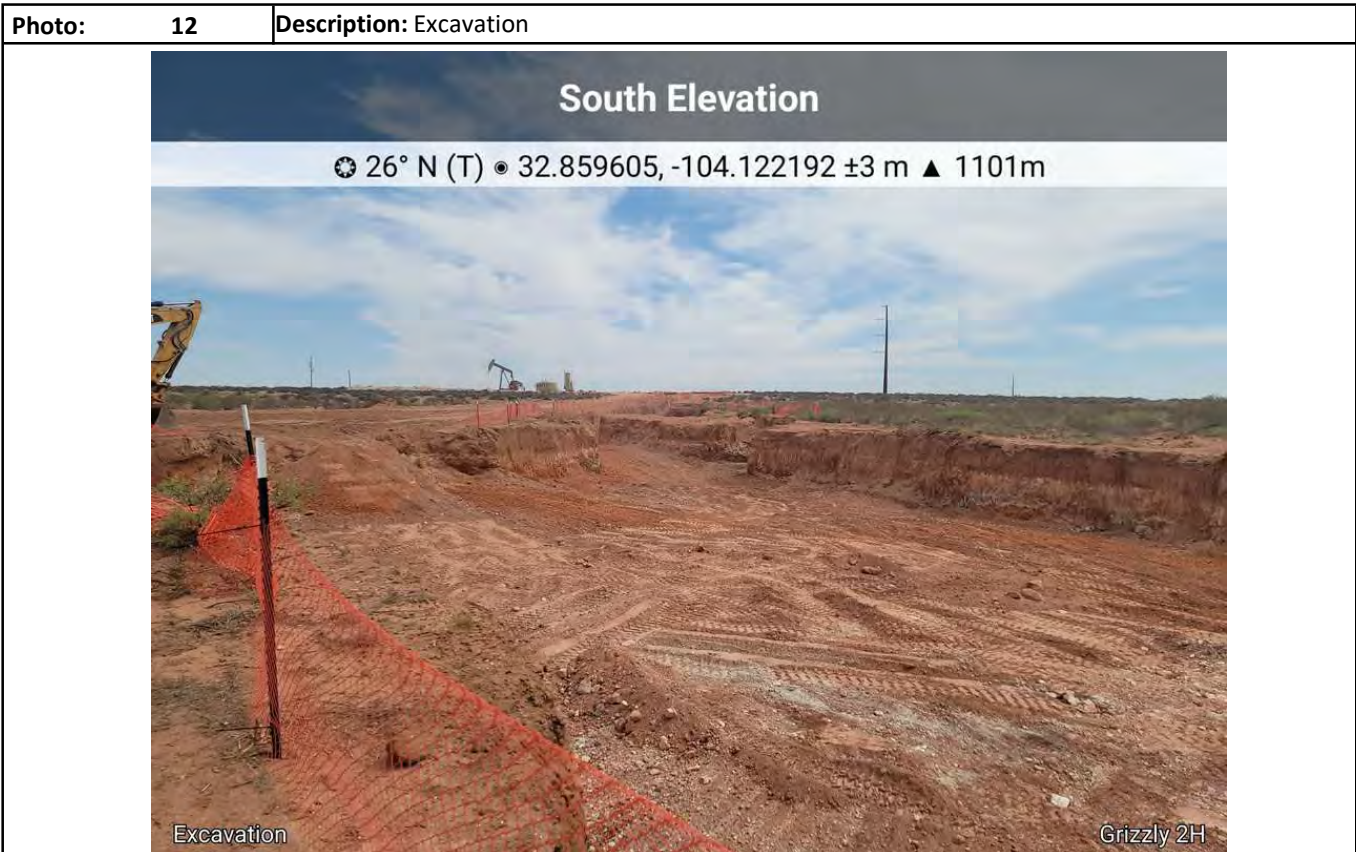 Photo: 12 Description: Excavation
South Elevation
26° N (T) ◉ 32.859605, -104.122192 ±3 m ▲ 1101m
Excavation
Grizzly 2H